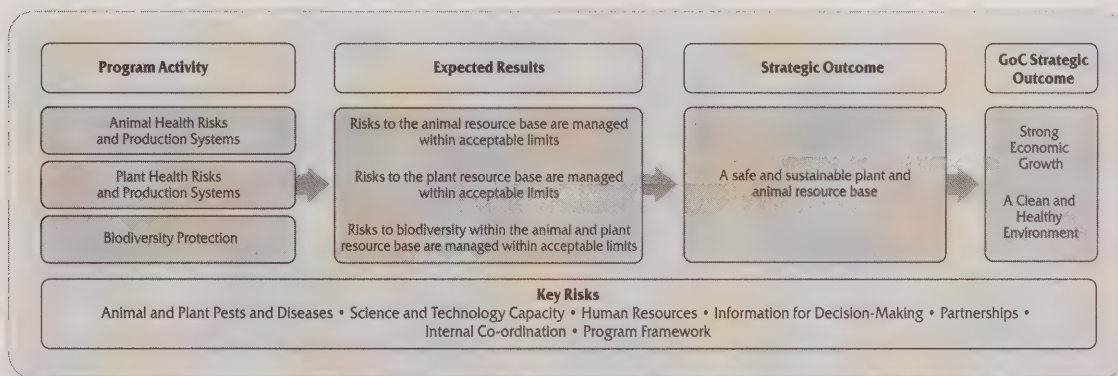 Program Activity
Expected Results
Strategic Outcome
GoC Strategic
Outcome
Animal Health Risks
and Production Systems
Plant Health Risks
and Production Systems
Biodiversity Protection
Risks to the animal resource base are managed
within acceptable limits
Risks to the plant resource base are managed
within acceptable limits
Risks to biodiversity within the animal and plant
resource base are managed within acceptable limits
A safe and sustainable plant and
animal resource base
Strong
Economic
Growth
A Clean and
Healthy
Environment
Key Risks
Animal and Plant Pests and Diseases • Science and Technology Capacity • Human Resources • Information for Decision-Making • Partnerships •
Internal Co-ordination • Program Framework